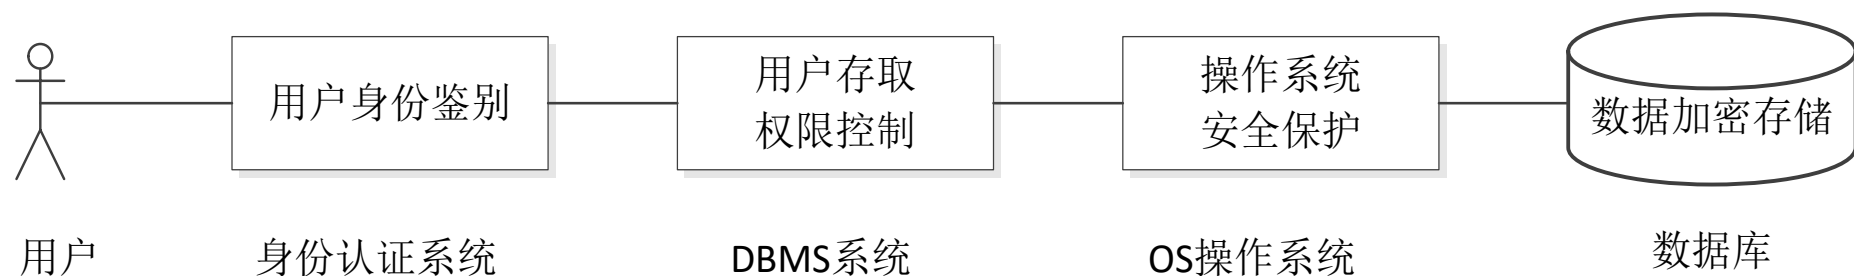 用户身份鉴别
用户存取
权限控制
操作系统
安全保护
数据加密存储
用户
身份认证系统
DBMS系统
OS操作系统
数据库